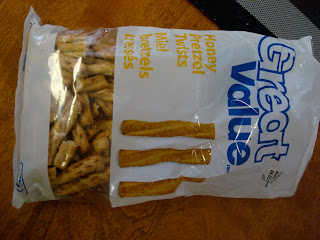 Great
Value
Honey
Pretzel
Twists
Miel
bretzels
tressés